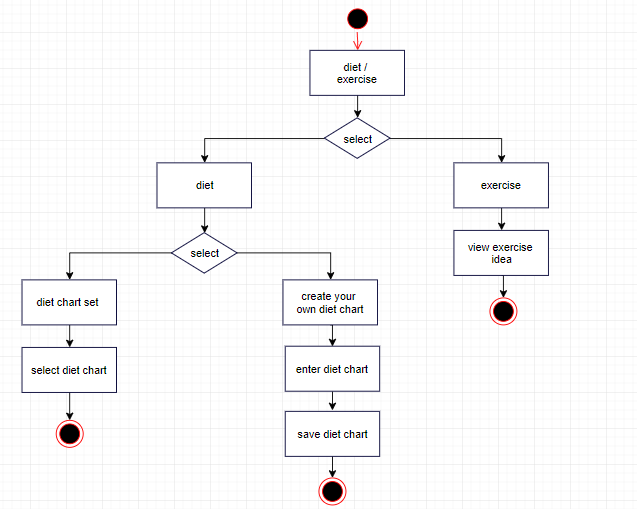 diet /
exercise
select
diet
exercise
select
view exercise
idea
diet chart set
create your
own diet chart
select diet chart
enter diet chart
save diet chart